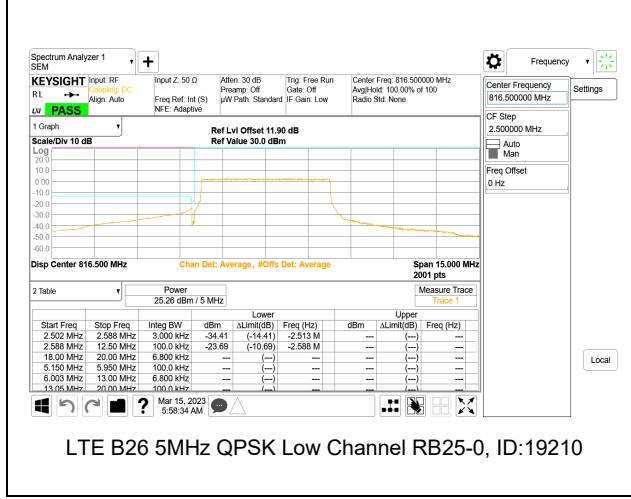 Spectrum Analyzer 1
SEM
Frequency
KEYSIGHT Input: RF Input Z: 50 Ω Atten: 30 dB Trig: Free Run Center Freq: 816.500000 MHz
RL Coupling: DC Preamp: Off Gate: Off Avg|Hold: 100.00% of 100
Align: Auto Freq Ref: Int (S) µW Path: Standard IF Gain: Low Radio Std: None
LXI PASS NFE: Adaptive
Center Frequency
816.500000 MHz
Settings
CF Step
2.500000 MHz
Auto
Man
Freq Offset
0 Hz
1 Graph
Ref Lvl Offset 11.90 dB
Scale/Div 10 dB Ref Value 30.0 dBm
Log
20.0
10.0
0.00
-10.0
-20.0
-30.0
-40.0
-50.0
-60.0
Disp Center 816.500 MHz Chan Det: Average, #Offs Det: Average Span 15.000 MHz
2001 pts
2 Table Power Measure Trace
25.26 dBm / 5 MHz Trace 1
Lower Upper
Start Freq Stop Freq Integ BW dBm ΔLimit(dB) Freq (Hz) dBm ΔLimit(dB) Freq (Hz)
2.502 MHz 2.588 MHz 3.000 kHz -34.41 (-14.41) -2.513 M --- (---) ---
2.588 MHz 12.50 MHz 100.0 kHz -23.69 (-10.69) -2.588 M --- (---) ---
18.00 MHz 20.00 MHz 6.800 kHz --- (---) --- --- (---) ---
5.150 MHz 5.950 MHz 100.0 kHz --- (---) --- --- (---) ---
6.003 MHz 13.00 MHz 6.800 kHz --- (---) --- --- (---) ---
13.05 MHz 20.00 MHz 100.0 kHz --- (---) --- --- (---) ---
Local
? Mar 15, 2023
5:58:34 AM
LTE B26 5MHz QPSK Low Channel RB25-0, ID:19210